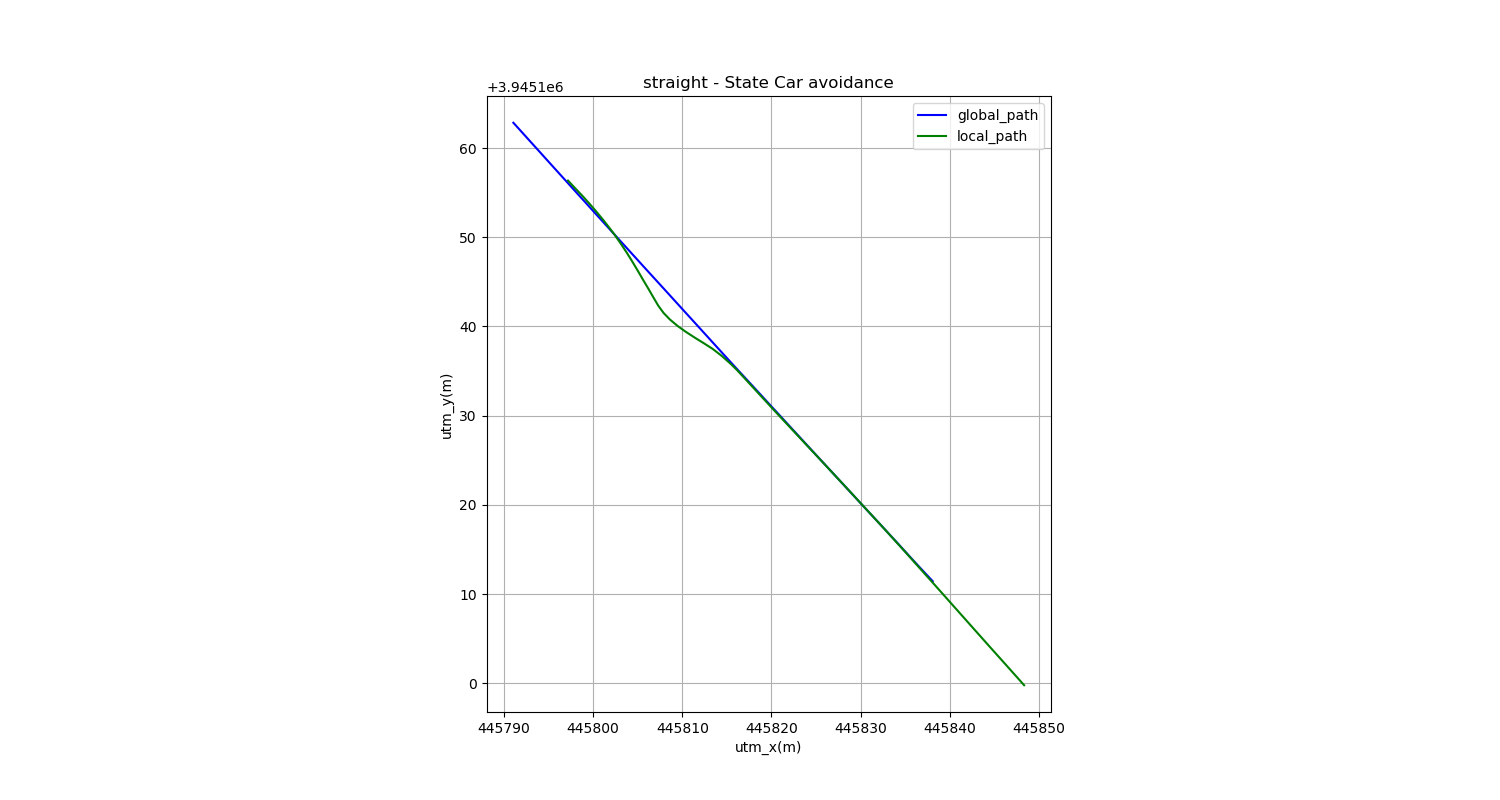 straight - State Car avoidance
+3.9451e6
global_path
local_path
60
50
40
30
20
10
0
utm_y(m)
445790 445800 445810 445820 445830 445840 445850
utm_x(m)